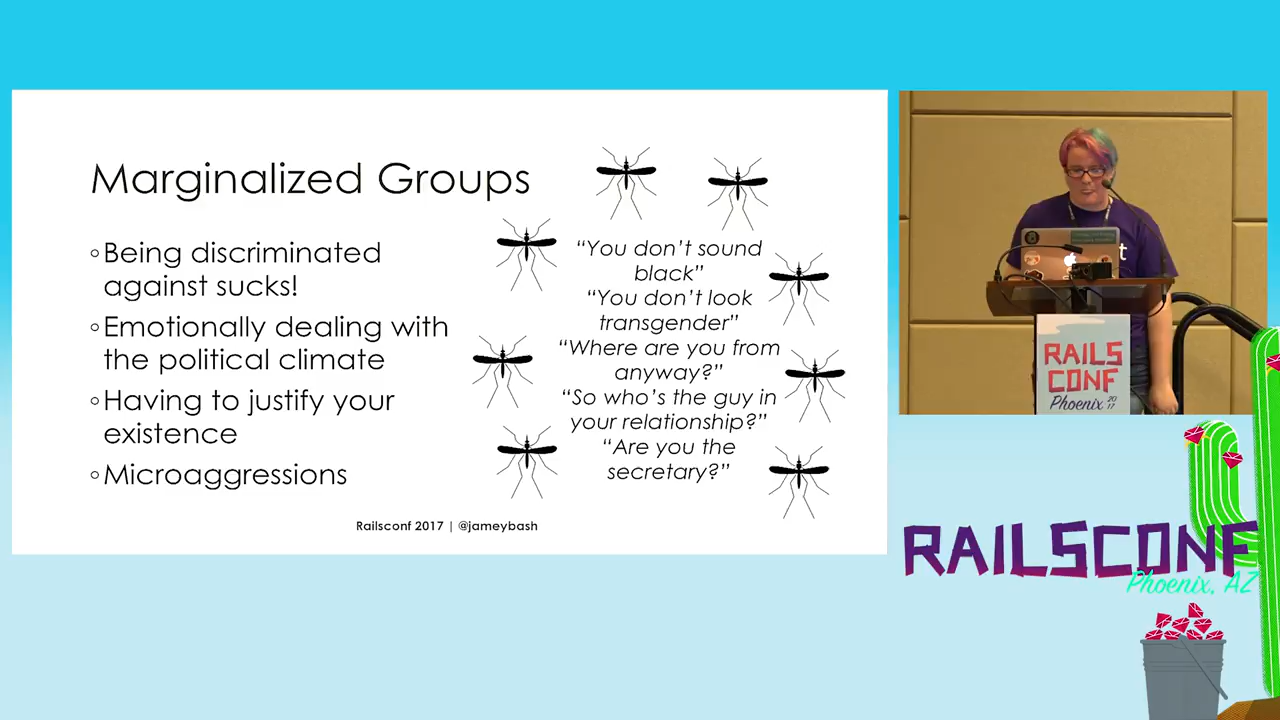 Marginalized Groups
◦Being discriminated
against sucks!
◦Emotionally dealing with
the political climate
◦Having to justify your
existence
◦Microaggressions
“You don’t sound
black”
“You don’t look
transgender”
“Where are you from
anyway?”
“So who’s the guy in
your relationship?”
“Are you the
secretary?”
Railsconf 2017 | @jameybash
RAILS
CONF
Phoenix 2017
RAILSCONF
Phoenix, AZ